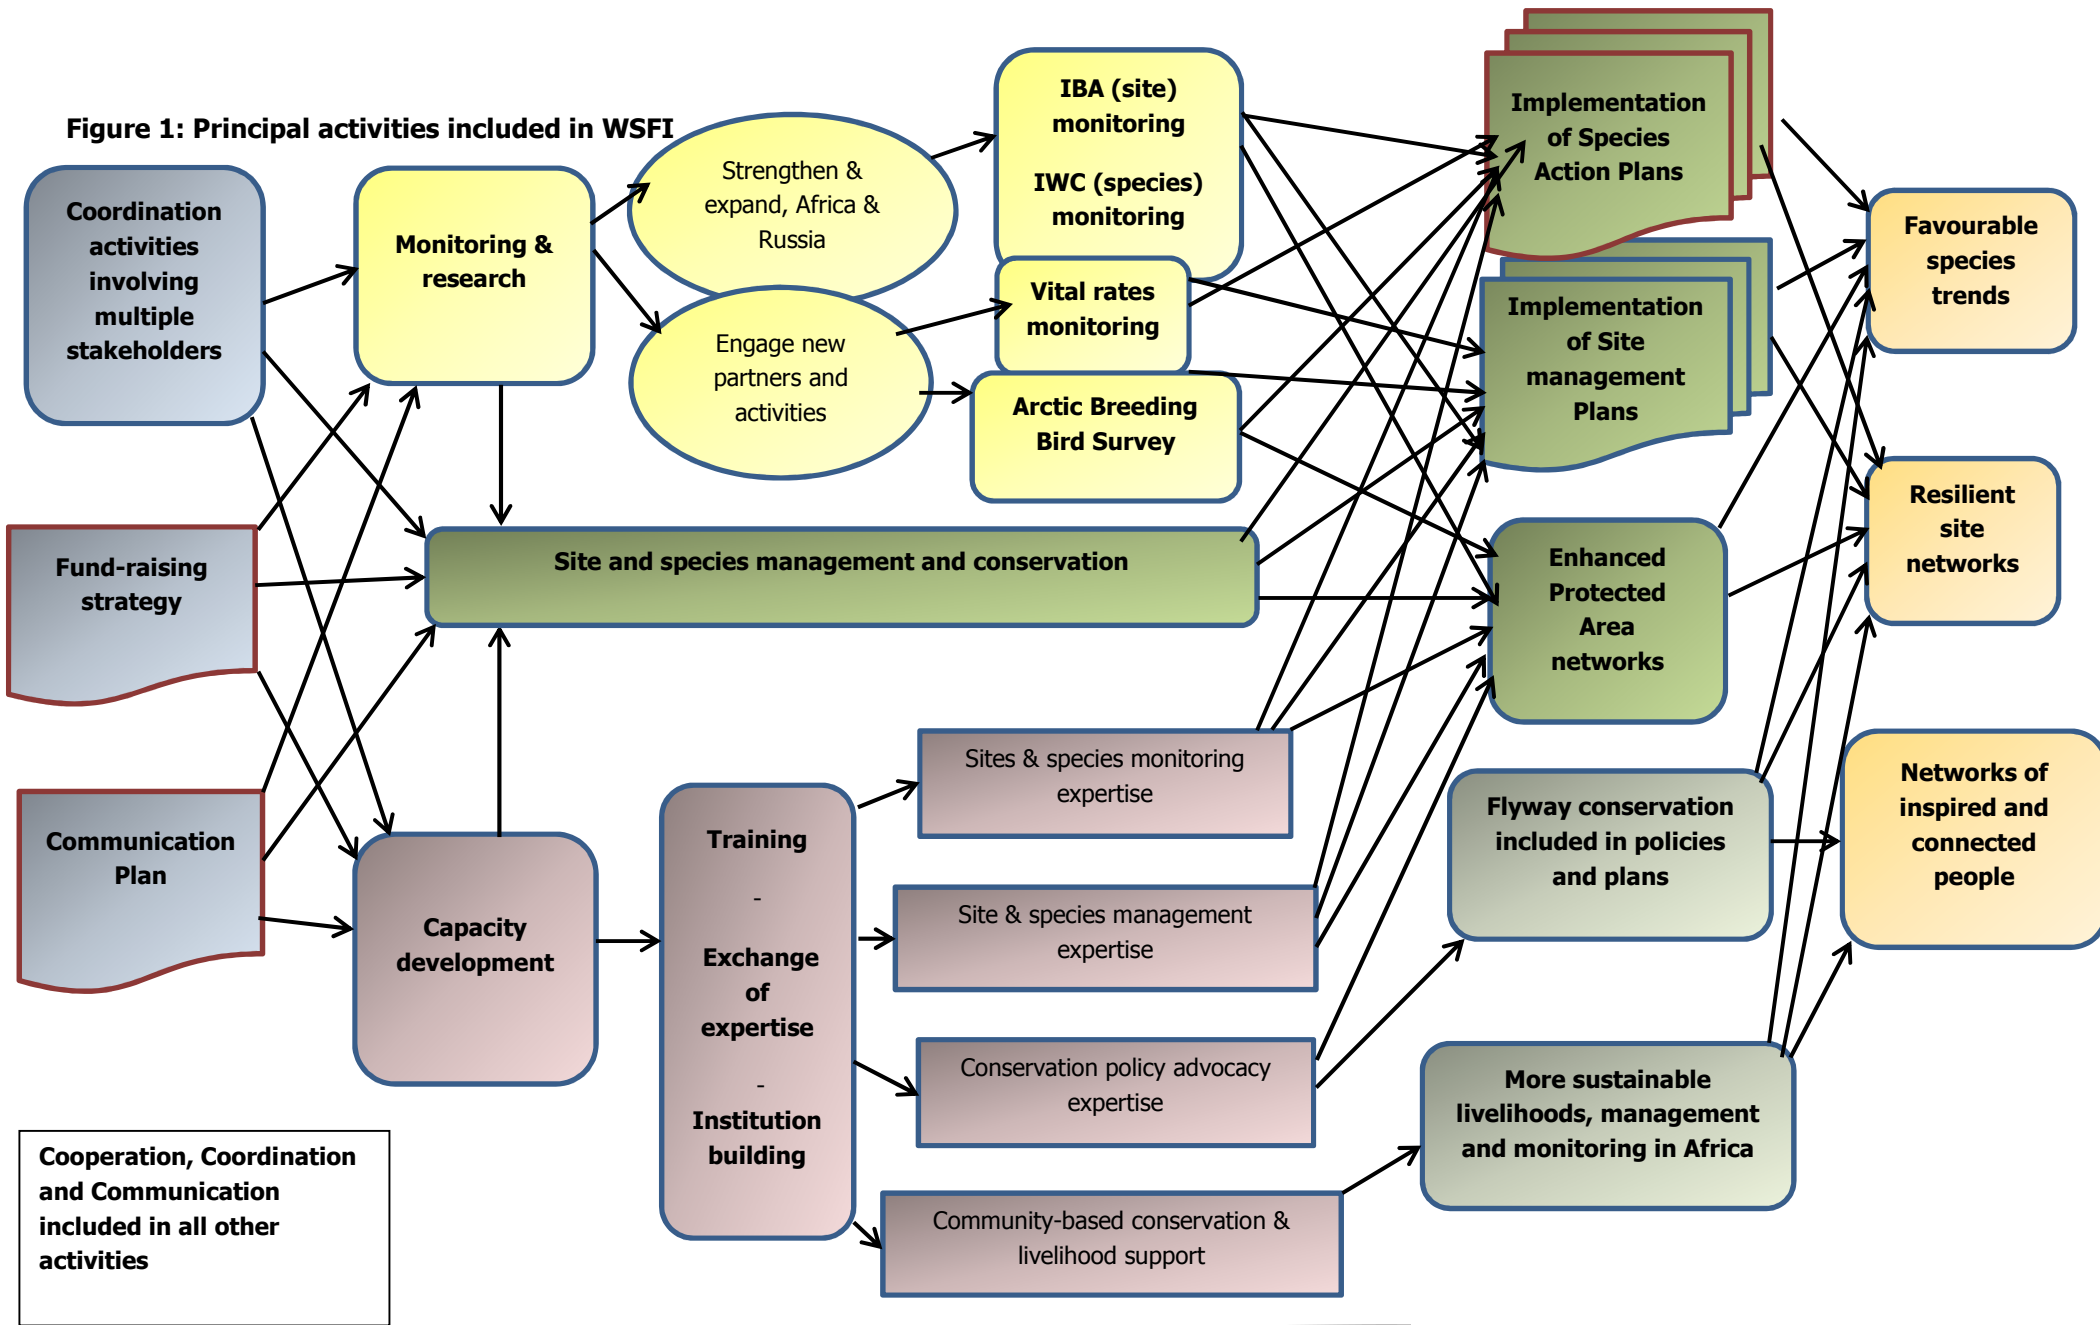 Figure 1: Principal activities included in WSFI
Coordination
activities
involving
multiple
stakeholders
Fund-raising
strategy
Communication
Plan
Cooperation, Coordination
and Communication
included in all other
activities
Monitoring &
research
Strengthen &
expand, Africa &
Russia
Engage new
partners and
activities
IBA (site)
monitoring
IWC (species)
monitoring
Vital rates
monitoring
Arctic Breeding
Bird Survey
Site and species management and conservation
Capacity
development
Training
-
Exchange
of
expertise
-
Institution
building
Sites & species monitoring
expertise
Site & species management
expertise
Conservation policy advocacy
expertise
Community-based conservation &
livelihood support
Implementation
of Species
Action Plans
Implementation
of Site
management
Plans
Enhanced
Protected
Area
networks
Flyway conservation
included in policies
and plans
More sustainable
livelihoods, management
and monitoring in Africa
Favourable
species
trends
Resilient
site
networks
Networks of
inspired and
connected
people